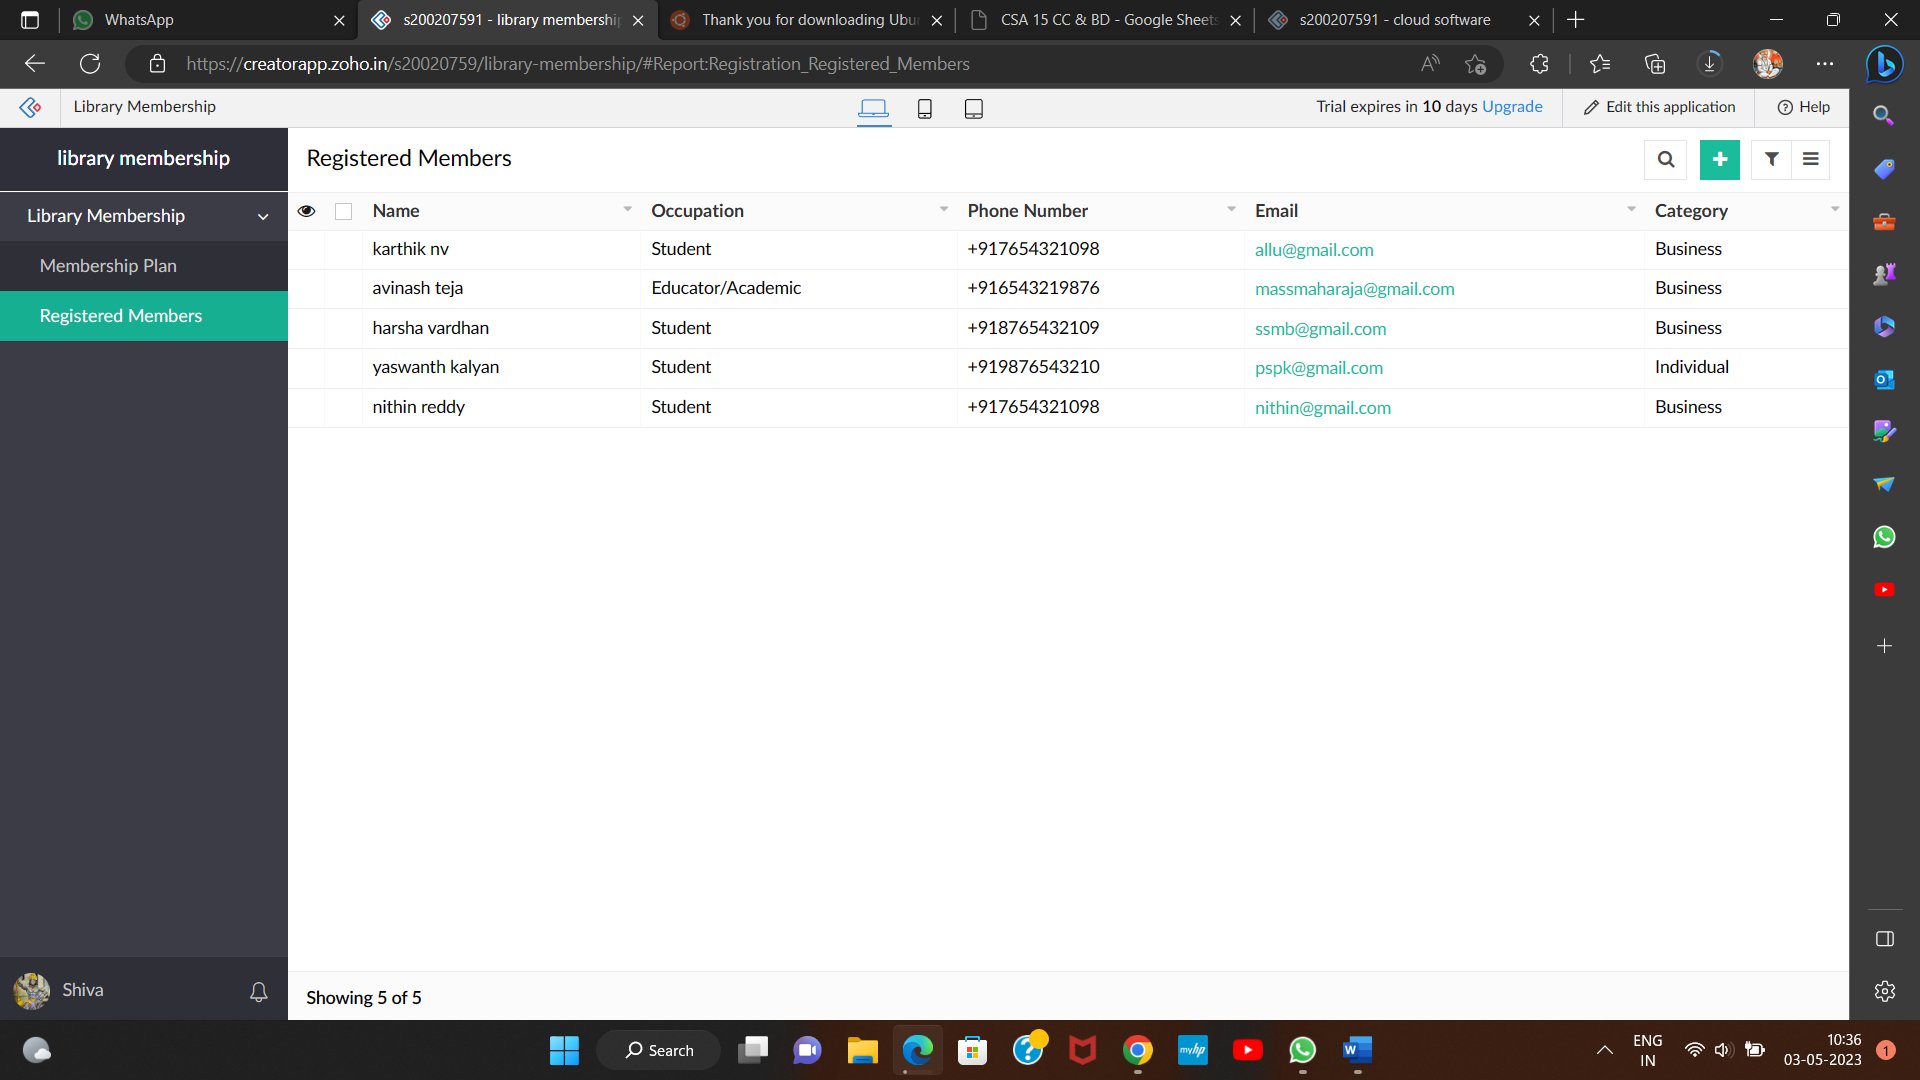 WhatsApp
s200207591 - library membership
Thank you for downloading Ubu
CSA 15 CC & BD - Google Sheets
s200207591 - cloud software
https://creatorapp.zoho.in/s20020759/library-membership/#Report:Registration_Registered_Members
Library Membership
Trial expires in 10 days Upgrade
Edit this application
Help
library membership
Library Membership
Membership Plan
Registered Members
Registered Members
Name Occupation Phone Number Email Category
karthik nv Student +917654321098 allu@gmail.com Business
avinash teja Educator/Academic +916543219876 massmaharaja@gmail.com Business
harsha vardhan Student +918765432109 ssmb@gmail.com Business
yaswanth kalyan Student +919876543210 pspk@gmail.com Individual
nithin reddy Student +917654321098 nithin@gmail.com Business
Shiva
Showing 5 of 5
Search
myhp
ENG
IN
10:36
03-05-2023
1